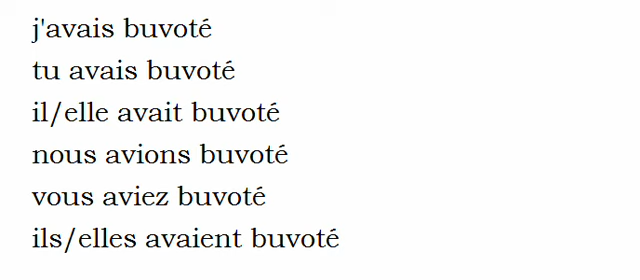 j'avais buvoté
tu avais buvoté
il/elle avait buvoté
nous avions buvoté
vous aviez buvoté
ils/elles avaient buvoté